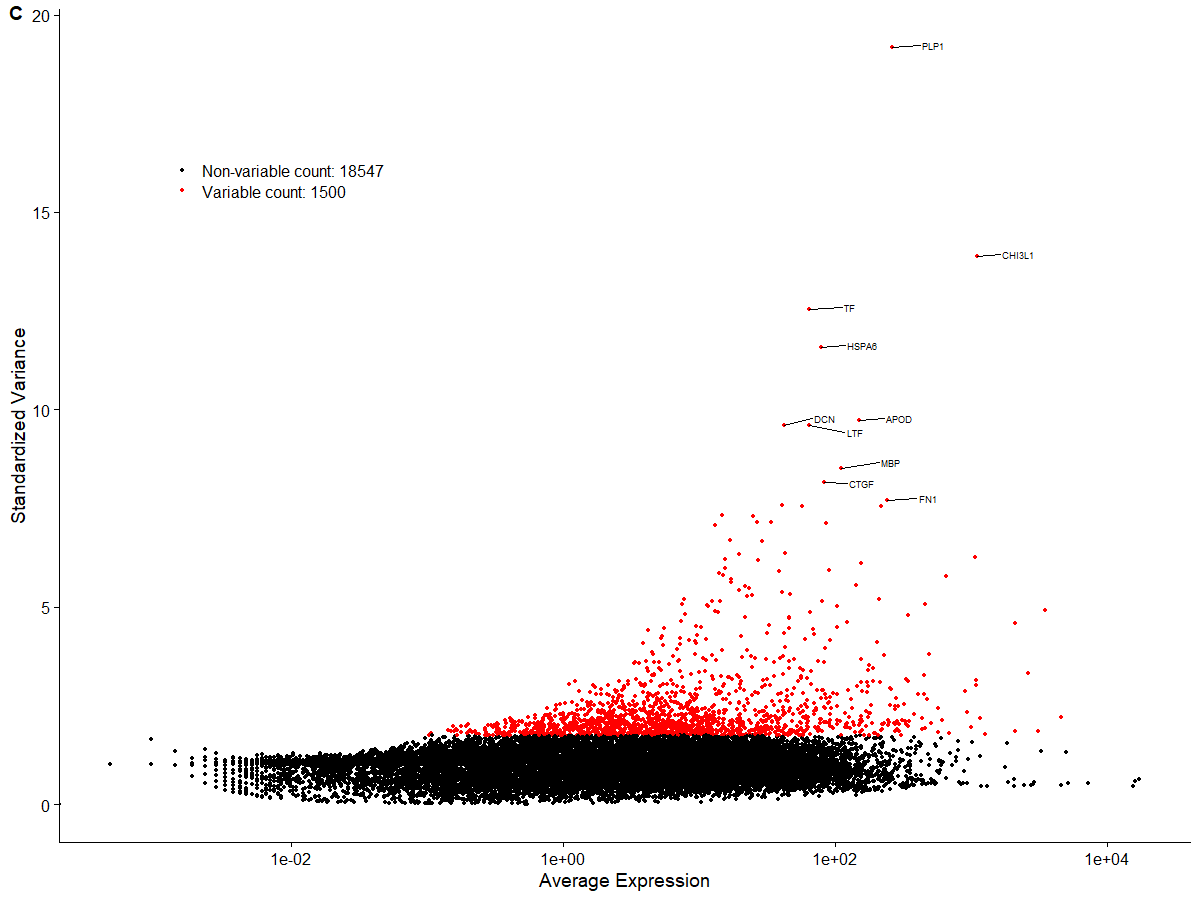 C
20
PLP1
Non-variable count: 18547
Variable count: 1500
15
CHI3L1
TF
HSPA6
10
DCN
APOD
LTF
MBP
CTGF
FN1
5
0
Standardized Variance
1e-02
1e+00
1e+02
1e+04
Average Expression